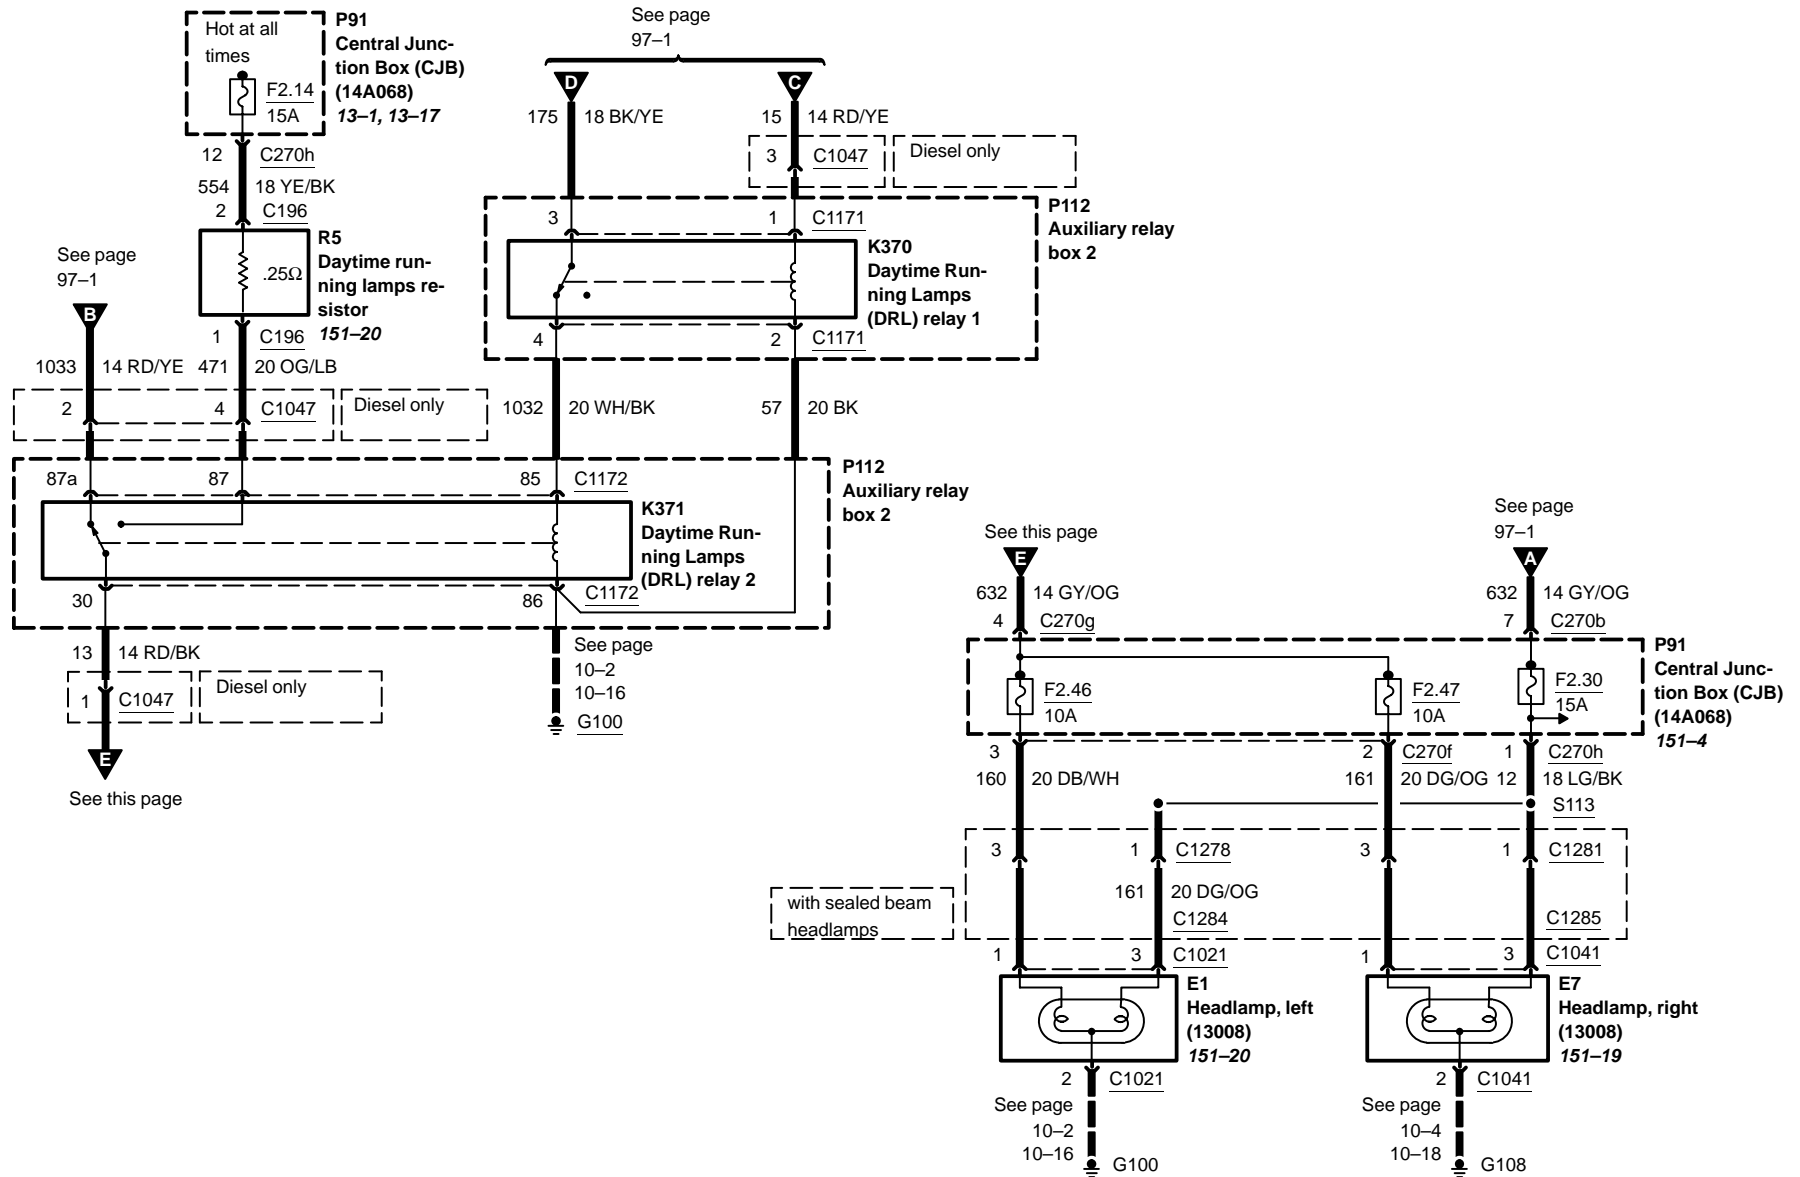 Hot at all
times
F2.14
15A
P91
Central Junc-
tion Box (CJB)
(14A068)
13–1, 13–17
12 C270h
554 18 YE/BK
2 C196
.25Ω
R5
Daytime run-
ning lamps re-
sistor
151–20
1 C196
471 20 OG/LB
See page
97–1
B
1033 14 RD/YE
2 4 C1047
Diesel only
See page
97–1
D C
175 18 BK/YE
15 14 RD/YE
3 C1047
Diesel only
P112
Auxiliary relay
box 2
3 1 C1171
K370
Daytime Run-
ning Lamps
(DRL) relay 1
4 2 C1171
1032 20 WH/BK
57 20 BK
P112
Auxiliary relay
box 2
87a 87 85 C1172
K371
Daytime Run-
ning Lamps
(DRL) relay 2
30 86 C1172
13 14 RD/BK
1 C1047
Diesel only
E
See this page
See page
10–2
10–16
G100
See this page
E
632 14 GY/OG
4 C270g
See page
97–1
A
632 14 GY/OG
7 C270b
P91
Central Junc-
tion Box (CJB)
(14A068)
151–4
F2.46
10A
F2.47
10A
F2.30
15A
3 2 C270f 1 C270h
160 20 DB/WH 161 20 DG/OG 12 18 LG/BK
S113
3 1 C1278 3 1 C1281
161 20 DG/OG
with sealed beam
headlamps
C1284 C1285
1 3 C1021 1 3 C1041
E1
Headlamp, left
(13008)
151–20
E7
Headlamp, right
(13008)
151–19
2 C1021
See page
10–2
10–16
G100
2 C1041
See page
10–4
10–18
G108